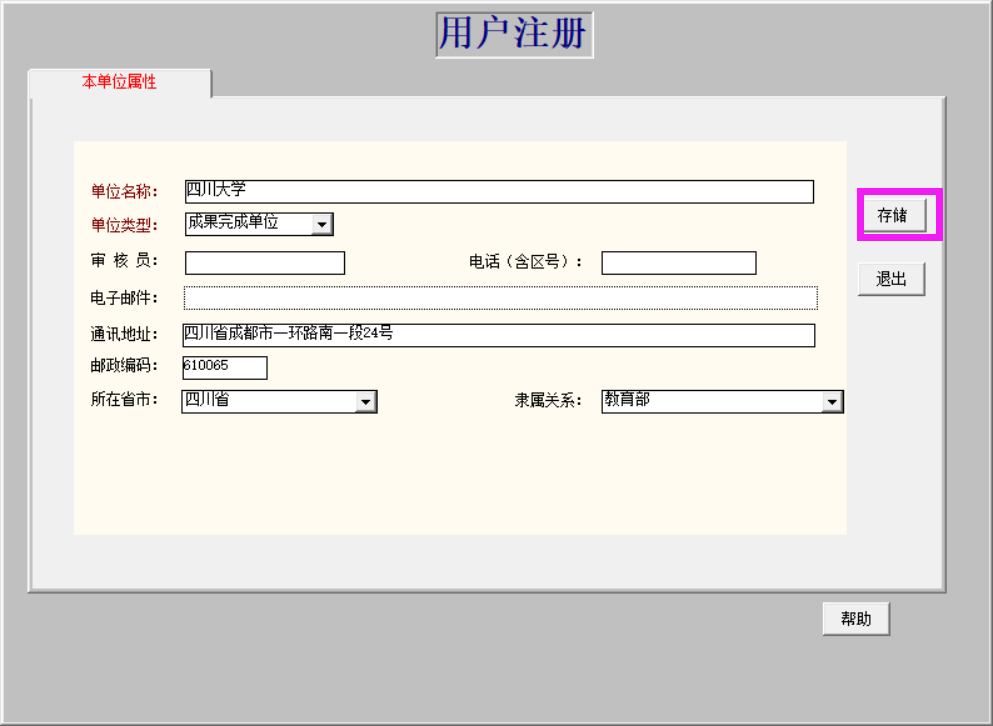 用户注册
本单位属性
单位名称： 四川大学
单位类型： 成果完成单位
存储
审 核 员： 电话（含区号）：
退出
电子邮件：
通讯地址： 四川省成都市一环路南一段24号
邮政编码： 610065
所在省市： 四川省 隶属关系： 教育部
帮助